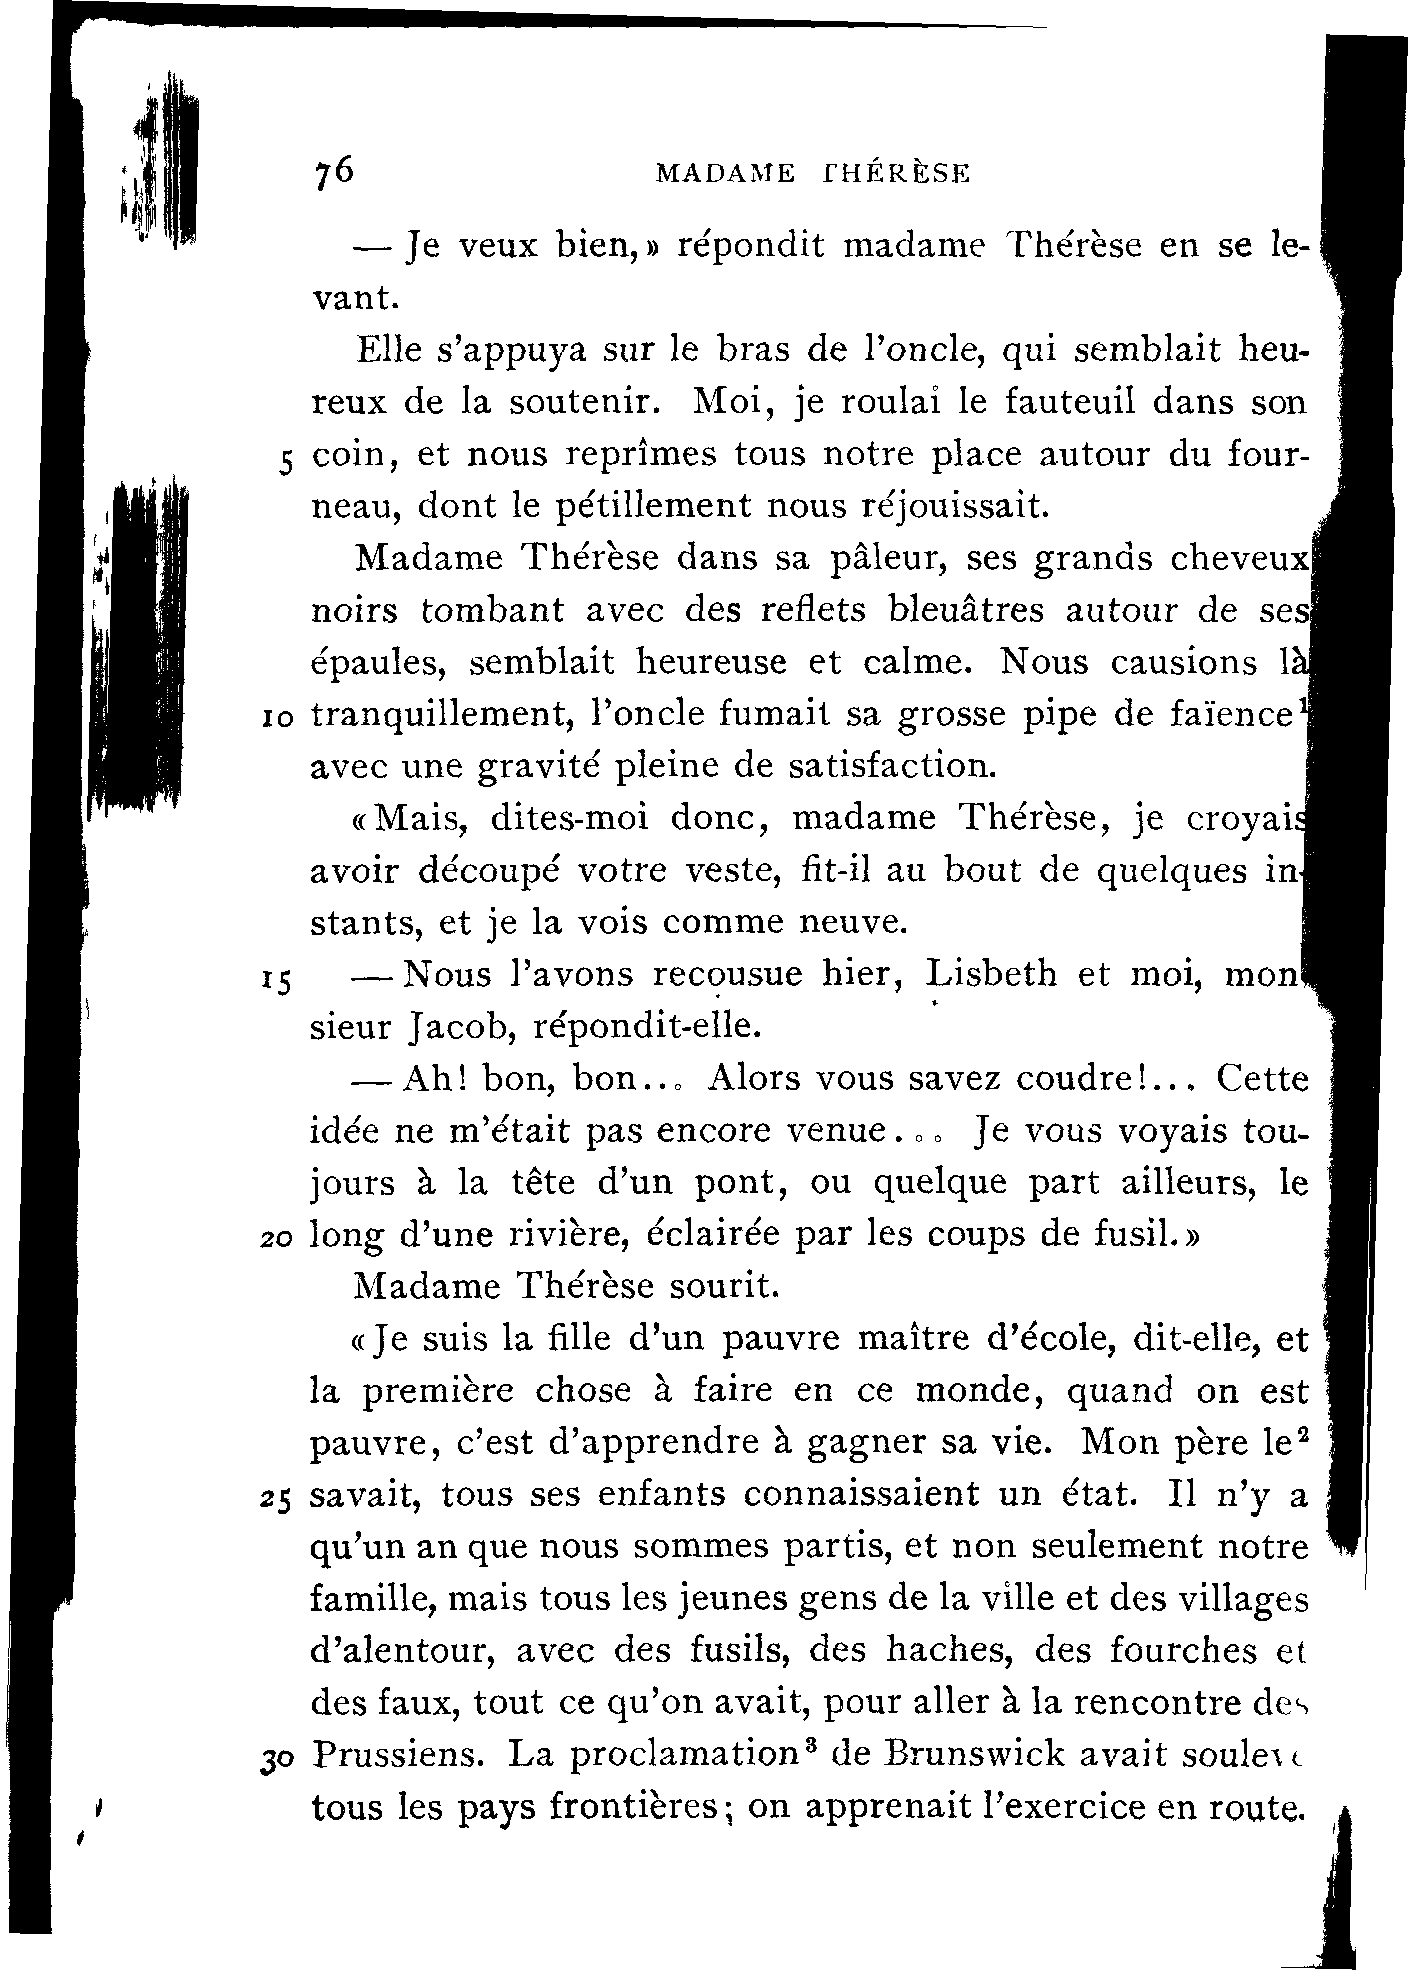 76 MADAME THÉRÈSE
— Je veux bien,» répondit madame Thérèse en se le-
vant.
Elle s'appuya sur le bras de l'oncle, qui semblait heu-
reux de la soutenir. Moi, je roulai le fauteuil dans son
5 coin, et nous reprîmes tous notre place autour du four-
neau, dont le pétillement nous réjouissait.
Madame Thérèse dans sa pâleur, ses grands cheveux
noirs tombant avec des reflets bleuâtres autour de ses
épaules, semblait heureuse et calme. Nous causions là
10 tranquillement, l'oncle fumait sa grosse pipe de faïence¹
avec une gravité pleine de satisfaction.
«Mais, dites-moi donc, madame Thérèse, je croyais
avoir découpé votre veste, fit-il au bout de quelques in-
stants, et je la vois comme neuve.
15 — Nous l'avons recousue hier, Lisbeth et moi, mon-
sieur Jacob, répondit-elle.
— Ah! bon, bon... Alors vous savez coudre!... Cette
idée ne m'était pas encore venue... Je vous voyais tou-
jours à la tête d'un pont, ou quelque part ailleurs, le
20 long d'une rivière, éclairée par les coups de fusil.»
Madame Thérèse sourit.
«Je suis la fille d'un pauvre maître d'école, dit-elle, et
la première chose à faire en ce monde, quand on est
pauvre, c'est d'apprendre à gagner sa vie. Mon père le²
25 savait, tous ses enfants connaissaient un état. Il n'y a
qu'un an que nous sommes partis, et non seulement notre
famille, mais tous les jeunes gens de la ville et des villages
d'alentour, avec des fusils, des haches, des fourches et
des faux, tout ce qu'on avait, pour aller à la rencontre des
30 Prussiens. La proclamation³ de Brunswick avait soulevé
tous les pays frontières; on apprenait l'exercice en route.